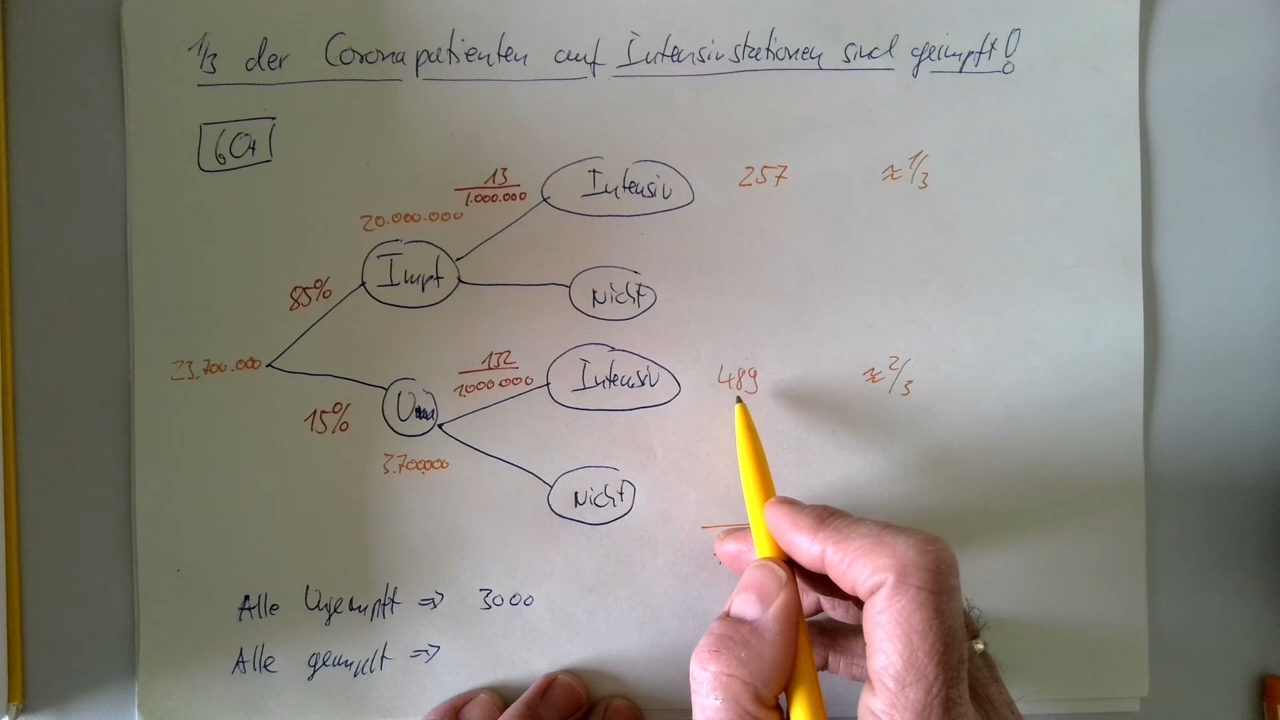 1/3 der Coronapatienten auf Intensivstationen sind geimpft!
60+
13/1.000.000 Intensiv 257 ≈ 1/3
20.000.000
Impf
85% Nicht
23.700.000
132/1.000.000 Intensiv 489 ≈ 2/3
15%
3.700.000
Nicht
Alle Ungeimpft => 3000
Alle geimpft =>